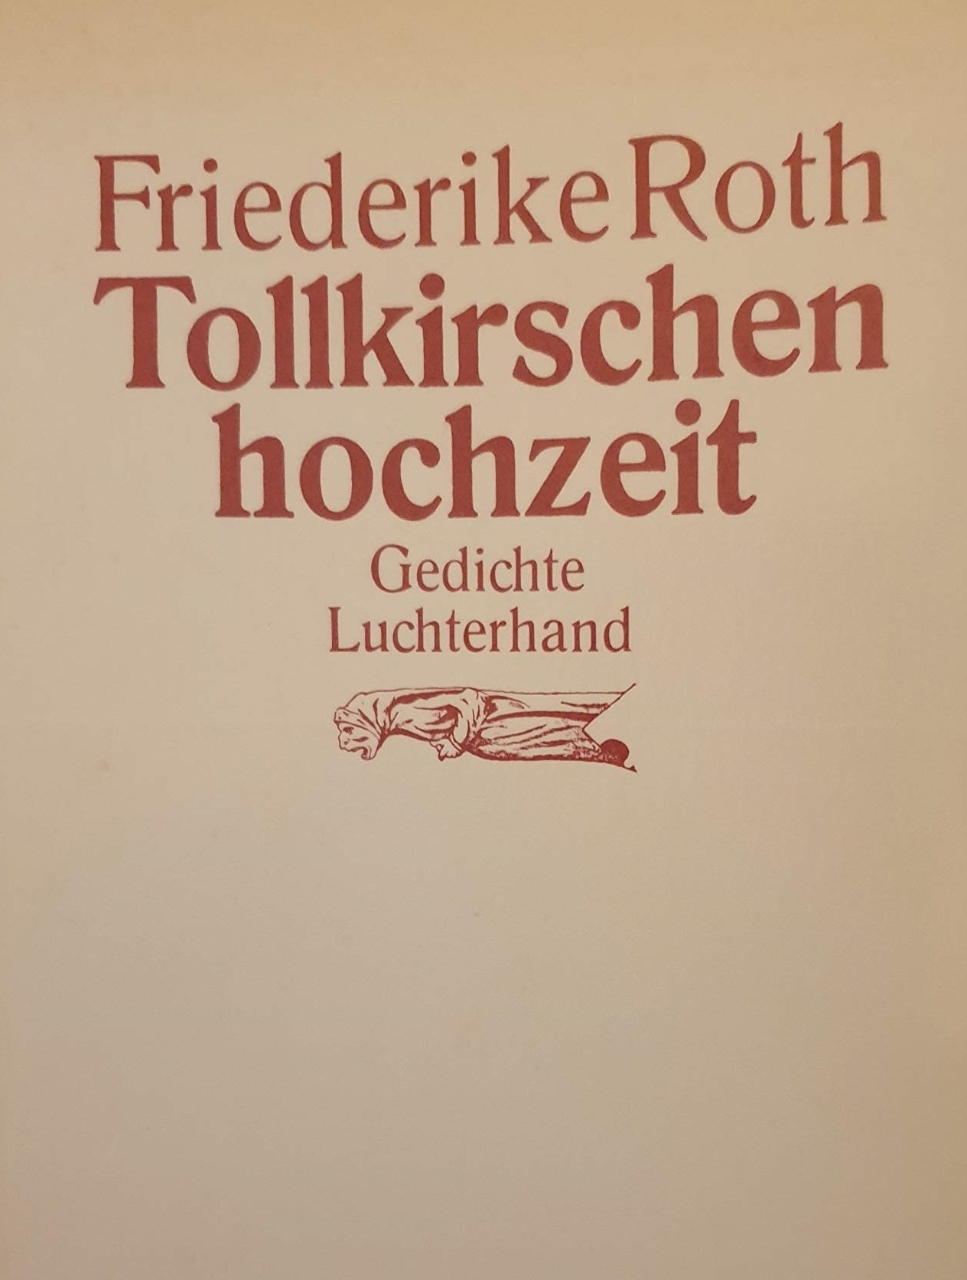 Friederike Roth
Tollkirschen
hochzeit
Gedichte
Luchterhand